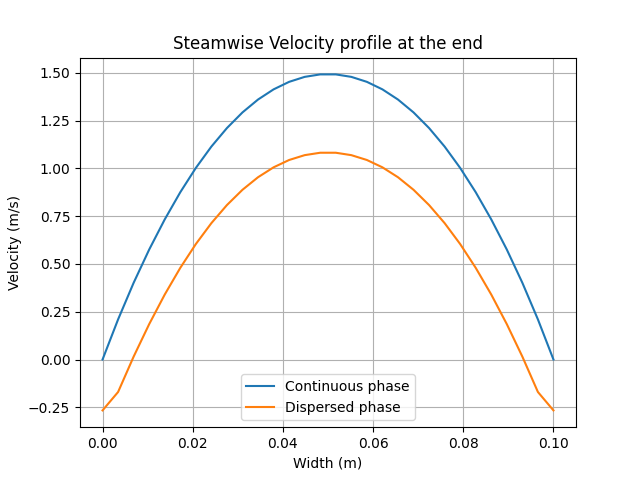 Steamwise Velocity profile at the end
1.50
1.25
1.00
0.75
0.50
0.25
0.00
−0.25
Velocity (m/s)
Continuous phase
Dispersed phase
0.00 0.02 0.04 0.06 0.08 0.10
Width (m)